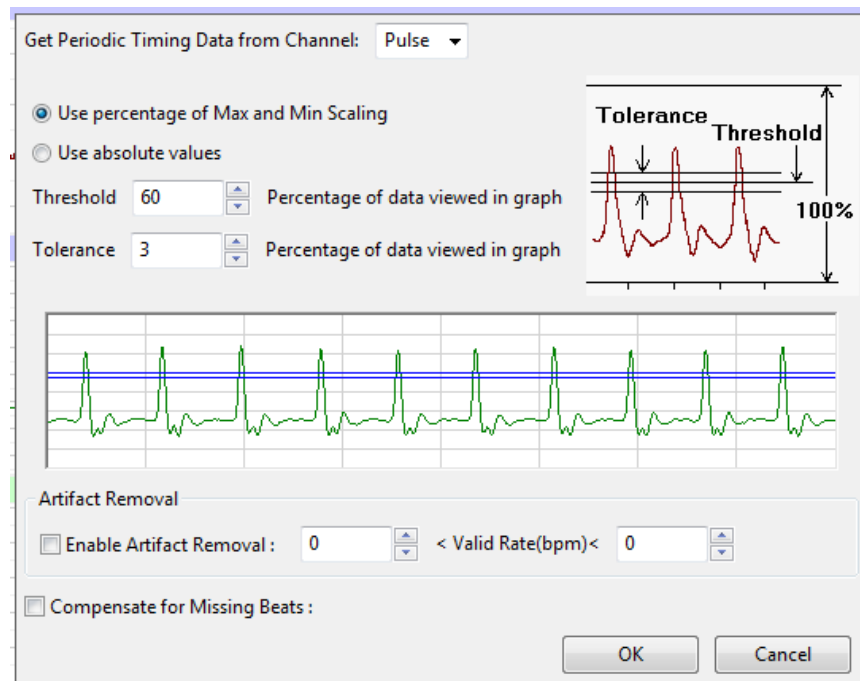 Get Periodic Timing Data from Channel: Pulse
Use percentage of Max and Min Scaling
Use absolute values
Threshold 60 Percentage of data viewed in graph
Tolerance 3 Percentage of data viewed in graph
Tolerance
Threshold
100%
Artifact Removal
Enable Artifact Removal : 0 < Valid Rate(bpm)< 0
Compensate for Missing Beats :
OK Cancel